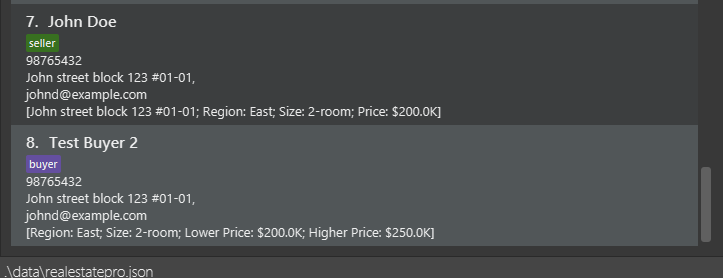 7. John Doe
seller
98765432
John street block 123 #01-01,
johnd@example.com
[John street block 123 #01-01; Region: East; Size: 2-room; Price: $200.0K]
8. Test Buyer 2
buyer
98765432
John street block 123 #01-01,
johnd@example.com
[Region: East; Size: 2-room; Lower Price: $200.0K; Higher Price: $250.0K]
.\data\realestatepro.json